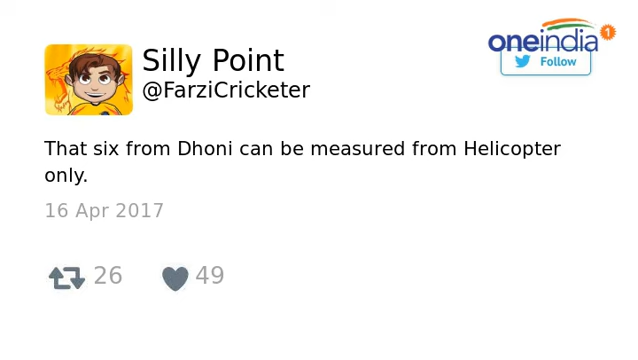 oneindia
1
Follow
Silly Point
@FarziCricketer
That six from Dhoni can be measured from Helicopter
only.
16 Apr 2017
26 49